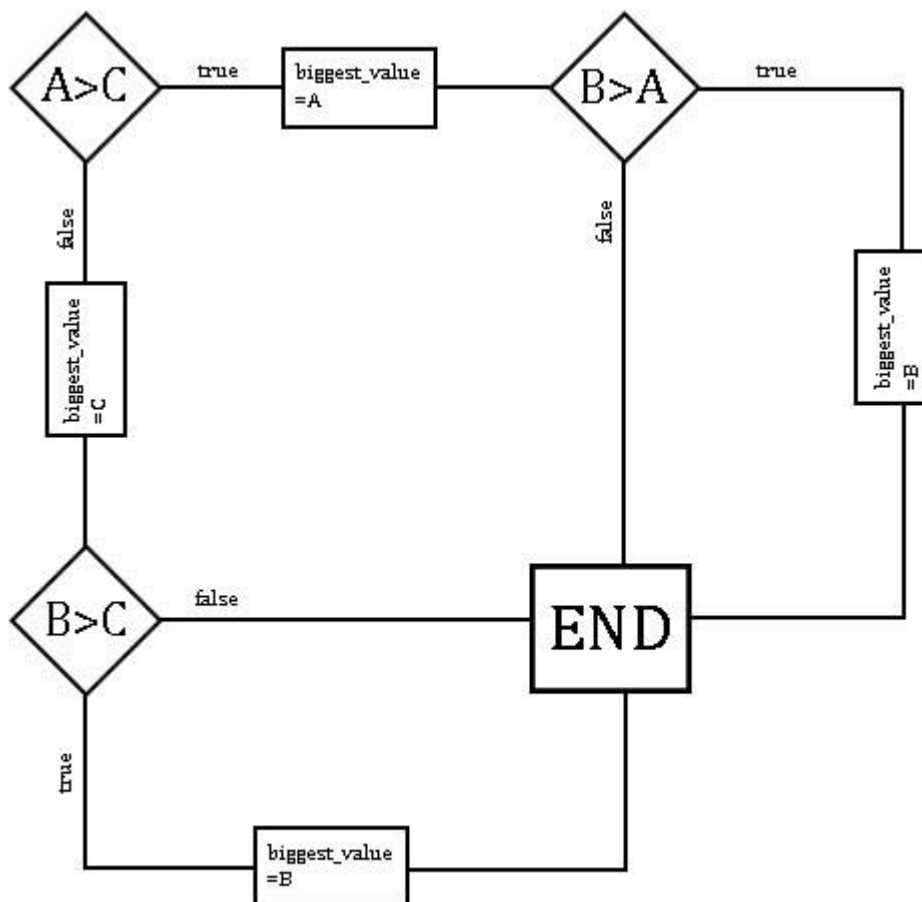 A>C
true
biggest_value
=A
B>A
true
false
false
biggest_value
=C
biggest_value
=B
B>C
false
END
true
biggest_value
=B